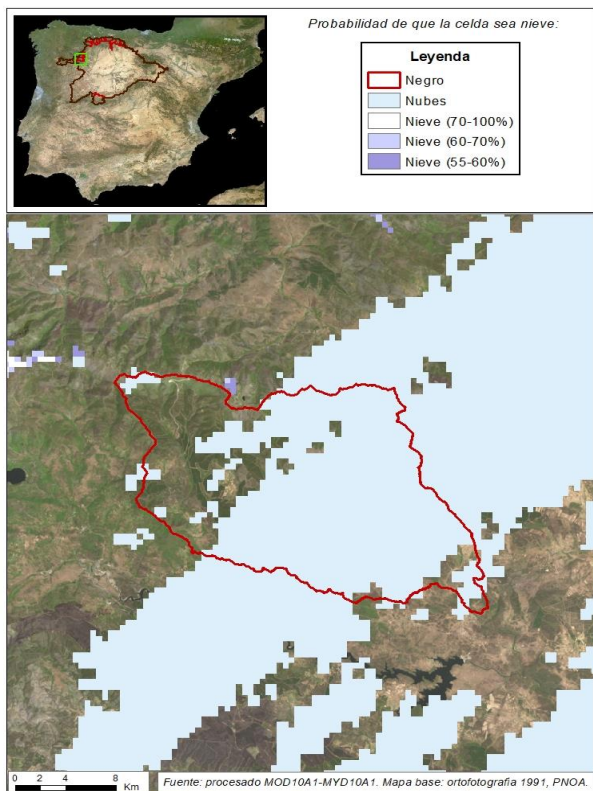 Probabilidad de que la celda sea nieve:
Leyenda
Negro
Nubes
Nieve (70-100%)
Nieve (60-70%)
Nieve (55-60%)
0 2 4 8
Km
Fuente: procesado MOD10A1-MYD10A1. Mapa base: ortofotografia 1991, PNOA.